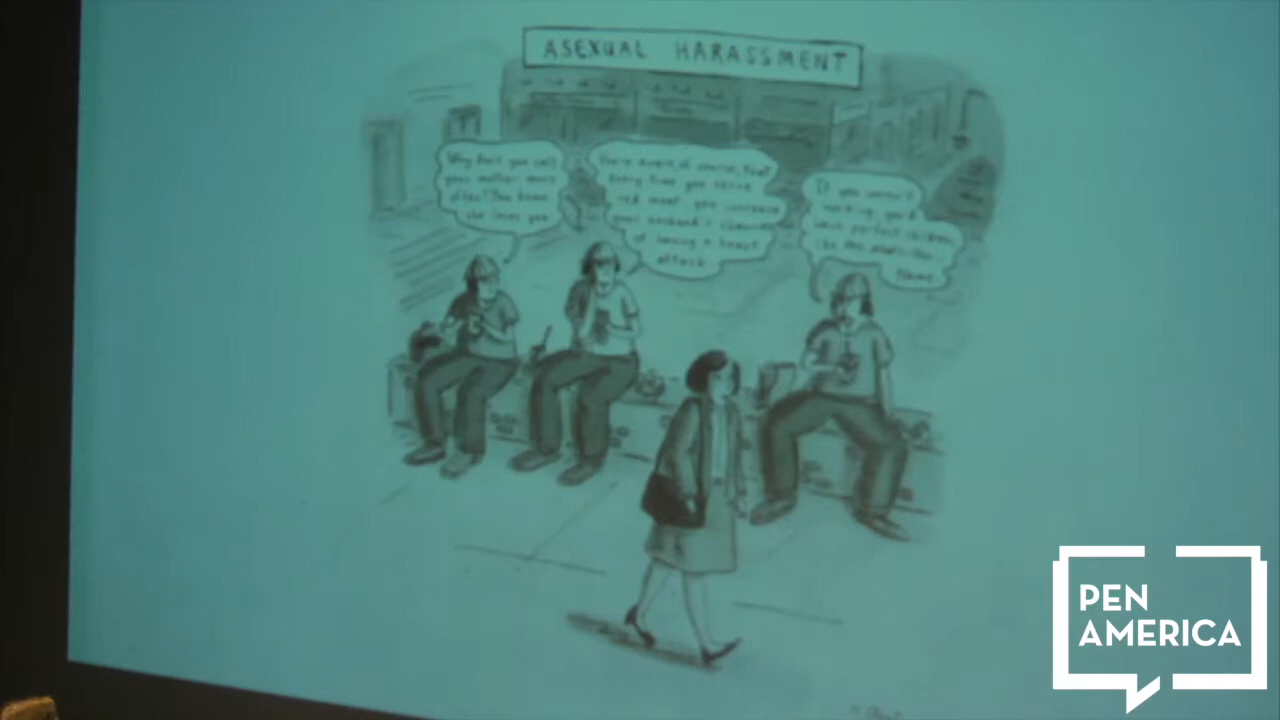 ASEXUAL HARASSMENT
Why don't you call
your mother more
often? You know
she loves you.
You're aware, of course, that
every time you serve
red meat, you increase
your husband's chances
of having a heart
attack.
If you weren't
working, you'd
have perfect children,
like
PEN
AMERICA